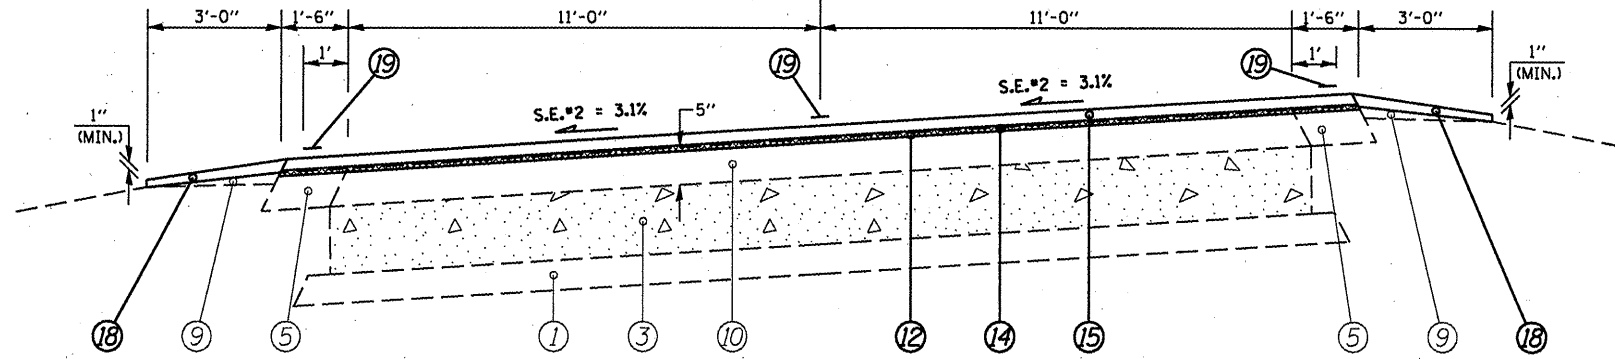 3'-0" 1'-6" 11'-0" 11'-0" 1'-6" 3'-0"
1' 1'
19 19 19
1"
(MIN.)
S.E.#2 = 3.1%
S.E.#2 = 3.1%
5"
1"
(MIN.)
18 9 5 1 3 10 12 14 15 5 9 18